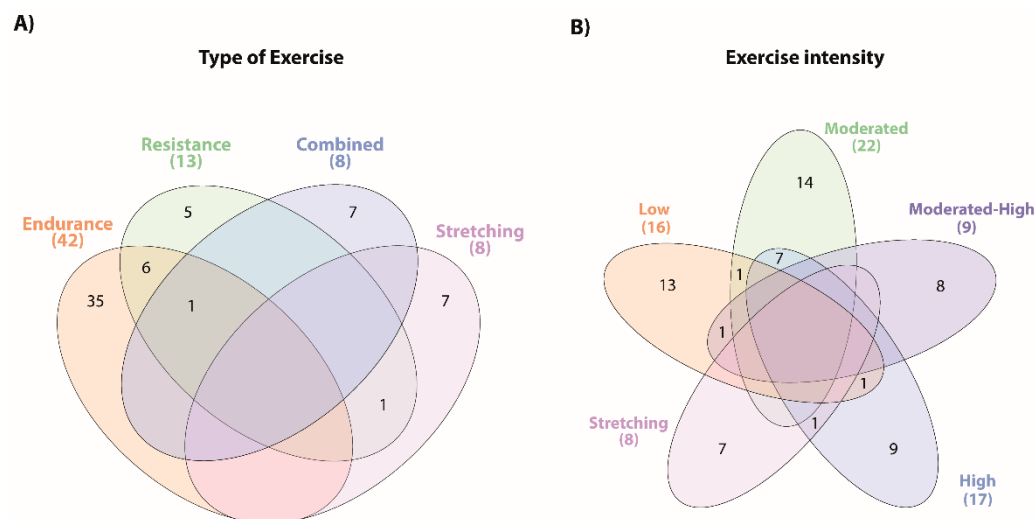 A)
Type of Exercise
Resistance
(13)
Combined
(8)
Endurance
(42)
Stretching
(8)
5
7
6
35
1
7
1
B)
Exercise intensity
Moderated
(22)
Low
(16)
Moderated-High
(9)
14
7
1
13
8
1
1
Stretching
(8)
1
7
9
High
(17)